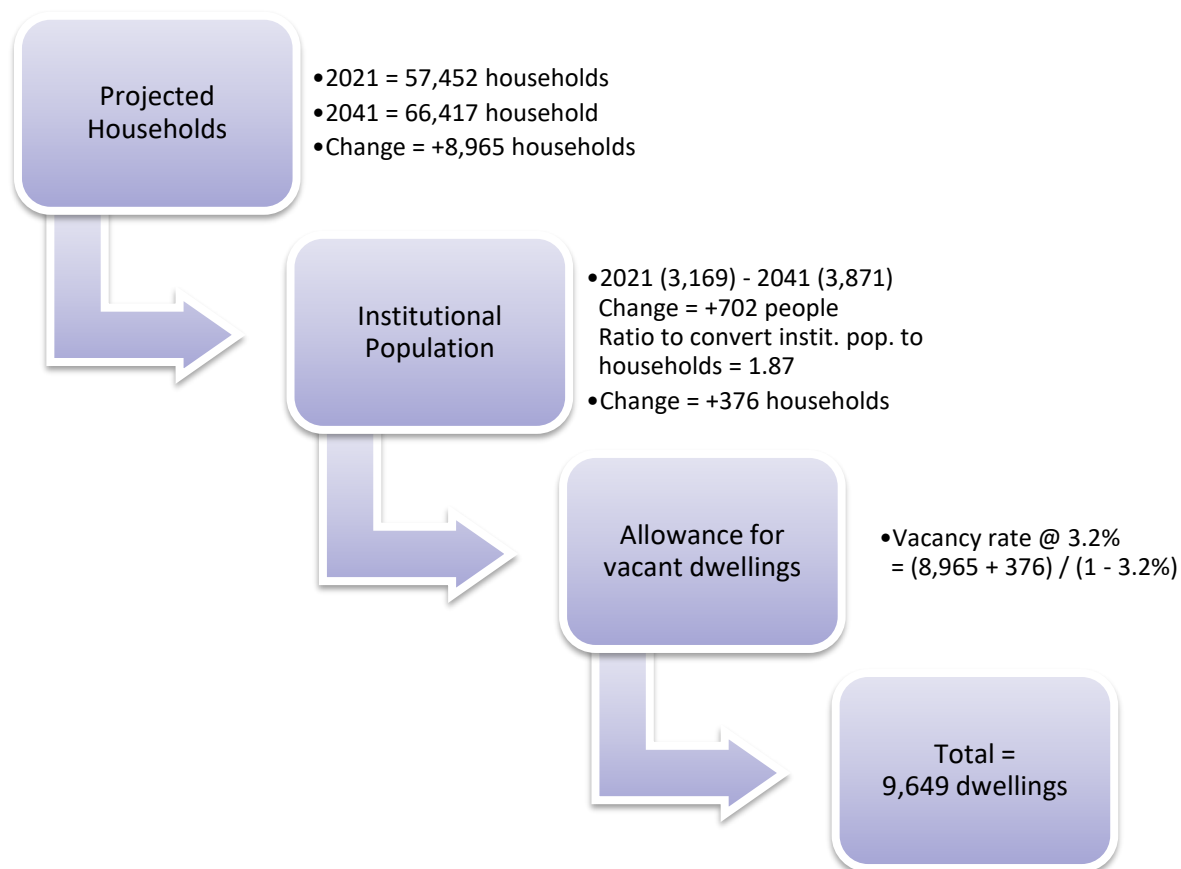 Projected
Households
•2021 = 57,452 households
•2041 = 66,417 household
•Change = +8,965 households
Institutional
Population
•2021 (3,169) - 2041 (3,871)
Change = +702 people
Ratio to convert instit. pop. to
households = 1.87
•Change = +376 households
Allowance for
vacant dwellings
•Vacancy rate @ 3.2%
= (8,965 + 376) / (1 - 3.2%)
Total =
9,649 dwellings